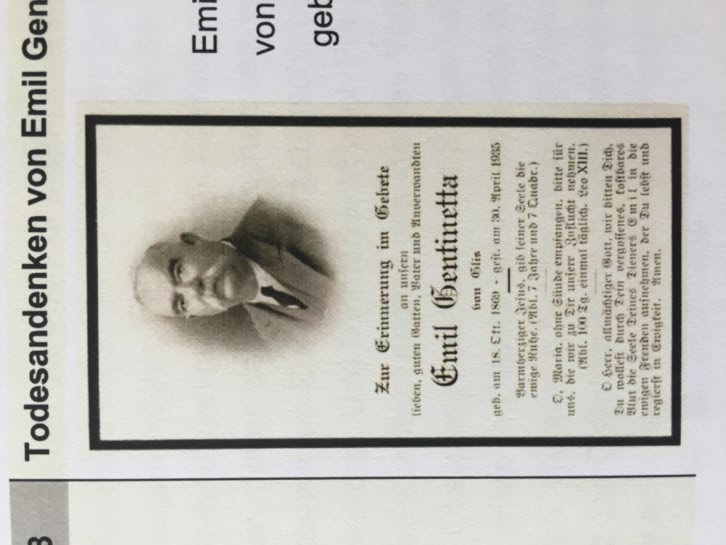 Todesandenken von Emil Gen
Emi
von
geb
Zur Erinnerung im Gebete
an unsern
lieben, guten Gatten, Vater und Anverwandten
Emil Gentinetta
von Glis
geb. am 18. Okt. 1869 - gest. am 30. April 1935
Barmherziger Jesus, gib seiner Seele die
ewige Ruhe. (Abl. 7 Jahre und 7 Quadr.)
O, Maria, ohne Sünde empfangen, bitte für
uns, die wir zu Dir unsere Zuflucht nehmen.
(Abl. 100 Tg. einmal täglich. Leo XIII.)
O Herr, allmächtiger Gott, wir bitten Dich,
Du wollest durch Dein vergossenes, kostbares
Blut die Seele Deines Dieners Emil in die
ewigen Freuden aufnehmen, der Du lebst und
regierst in Ewigkeit. Amen.